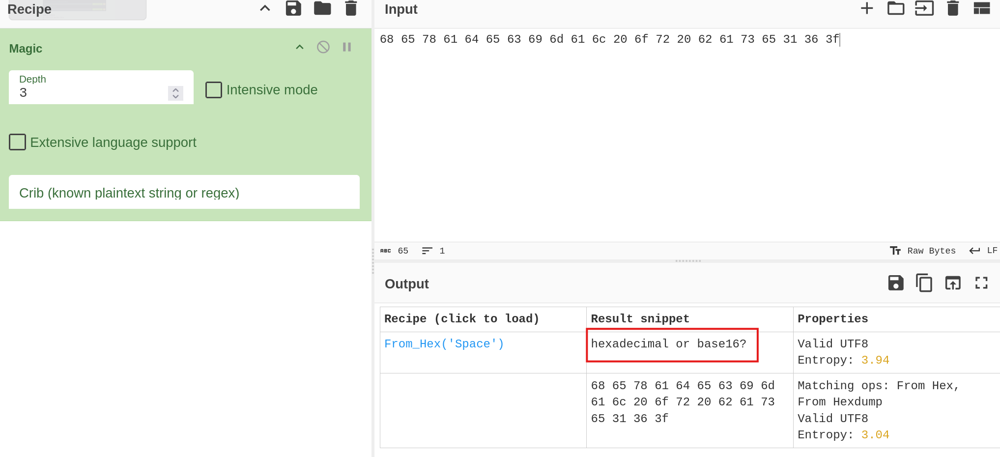 Recipe
Magic
Depth
3
Intensive mode
Extensive language support
Crib (known plaintext string or regex)
Input
68 65 78 61 64 65 63 69 6d 61 6c 20 6f 72 20 62 61 73 65 31 36 3f
ABC 65 1 Raw Bytes LF
Output
Recipe (click to load) Result snippet Properties
From_Hex('Space') hexadecimal or base16? Valid UTF8
Entropy: 3.94
68 65 78 61 64 65 63 69 6d Matching ops: From Hex,
61 6c 20 6f 72 20 62 61 73 From Hexdump
65 31 36 3f Valid UTF8
Entropy: 3.04